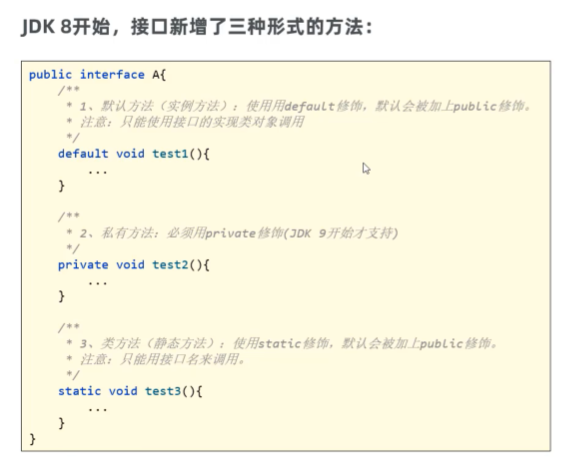 JDK 8开始，接口新增了三种形式的方法：
public interface A{
/**
* 1、默认方法（实例方法）：使用用default修饰，默认会被加上public修饰。
* 注意：只能使用接口的实现类对象调用
*/
default void test1(){
...
}
/**
* 2、私有方法：必须用private修饰(JDK 9开始才支持)
*/
private void test2(){
...
}
/**
* 3、类方法（静态方法）：使用static修饰，默认会被加上public修饰。
* 注意：只能用接口名来调用。
*/
static void test3(){
...
}
}